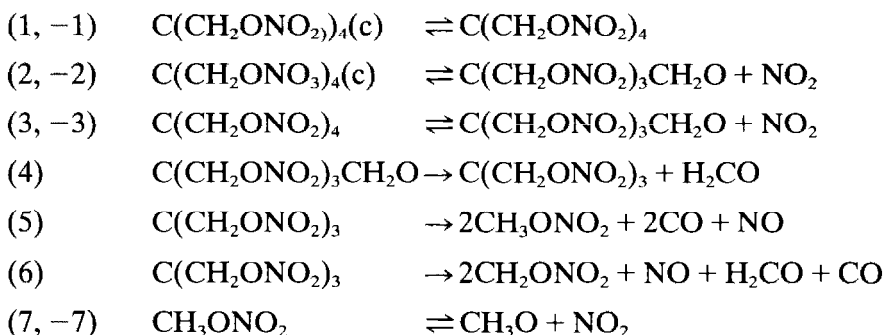 (1, −1) C(CH₂ONO₂₎)₄(c) ⇌ C(CH₂ONO₂)₄
(2, −2) C(CH₂ONO₃)₄(c) ⇌ C(CH₂ONO₂)₃CH₂O + NO₂
(3, −3) C(CH₂ONO₂)₄ ⇌ C(CH₂ONO₂)₃CH₂O + NO₂
(4) C(CH₂ONO₂)₃CH₂O → C(CH₂ONO₂)₃ + H₂CO
(5) C(CH₂ONO₂)₃ → 2CH₃ONO₂ + 2CO + NO
(6) C(CH₂ONO₂)₃ → 2CH₂ONO₂ + NO + H₂CO + CO
(7, −7) CH₃ONO₂ ⇌ CH₃O + NO₂